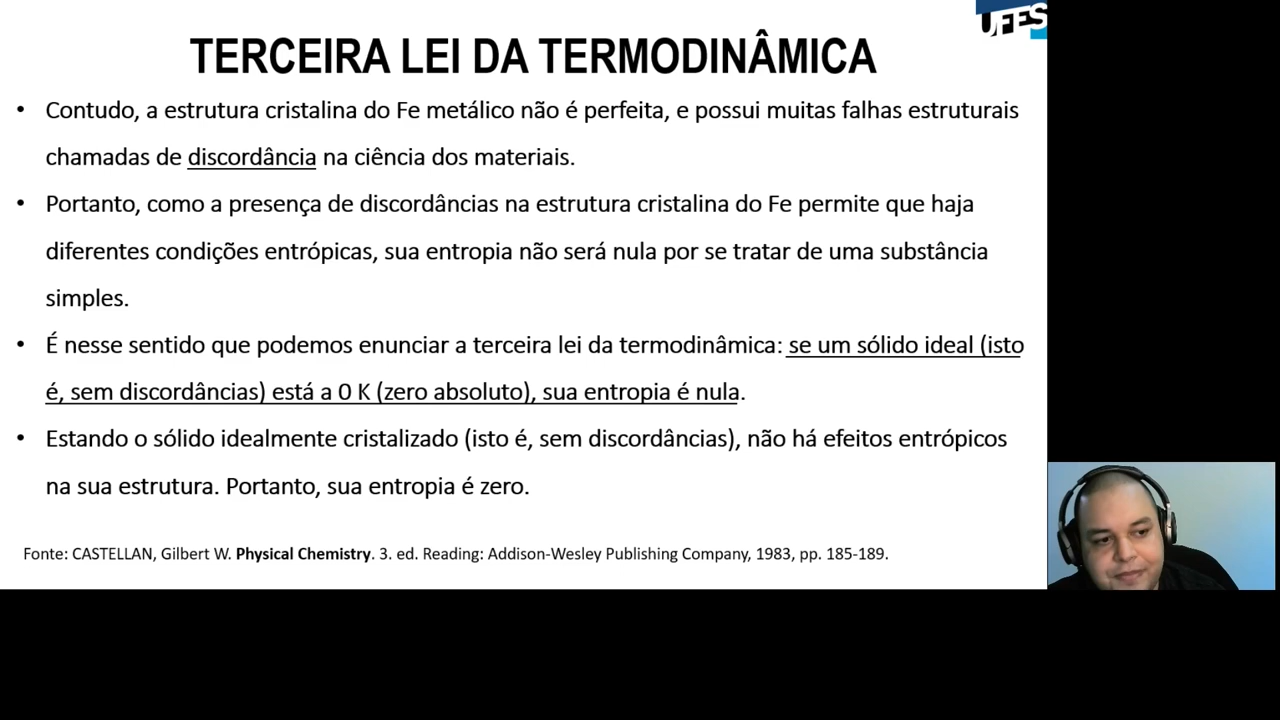 UFES
TERCEIRA LEI DA TERMODINÂMICA
• Contudo, a estrutura cristalina do Fe metálico não é perfeita, e possui muitas falhas estruturais
chamadas de discordância na ciência dos materiais.
• Portanto, como a presença de discordâncias na estrutura cristalina do Fe permite que haja
diferentes condições entrópicas, sua entropia não será nula por se tratar de uma substância
simples.
• É nesse sentido que podemos enunciar a terceira lei da termodinâmica: se um sólido ideal (isto
é, sem discordâncias) está a 0 K (zero absoluto), sua entropia é nula.
• Estando o sólido idealmente cristalizado (isto é, sem discordâncias), não há efeitos entrópicos
na sua estrutura. Portanto, sua entropia é zero.
Fonte: CASTELLAN, Gilbert W. Physical Chemistry. 3. ed. Reading: Addison-Wesley Publishing Company, 1983, pp. 185-189.